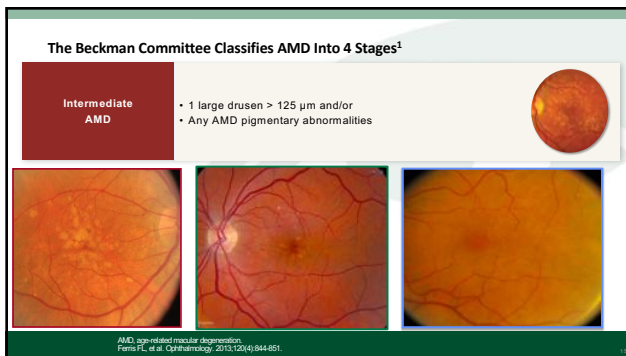 The Beckman Committee Classifies AMD Into 4 Stages¹
Intermediate
AMD
• 1 large drusen > 125 µm and/or
• Any AMD pigmentary abnormalities
AMD, age-related macular degeneration.
Ferris FL, et al. Ophthalmology. 2013;120(4):844-851.